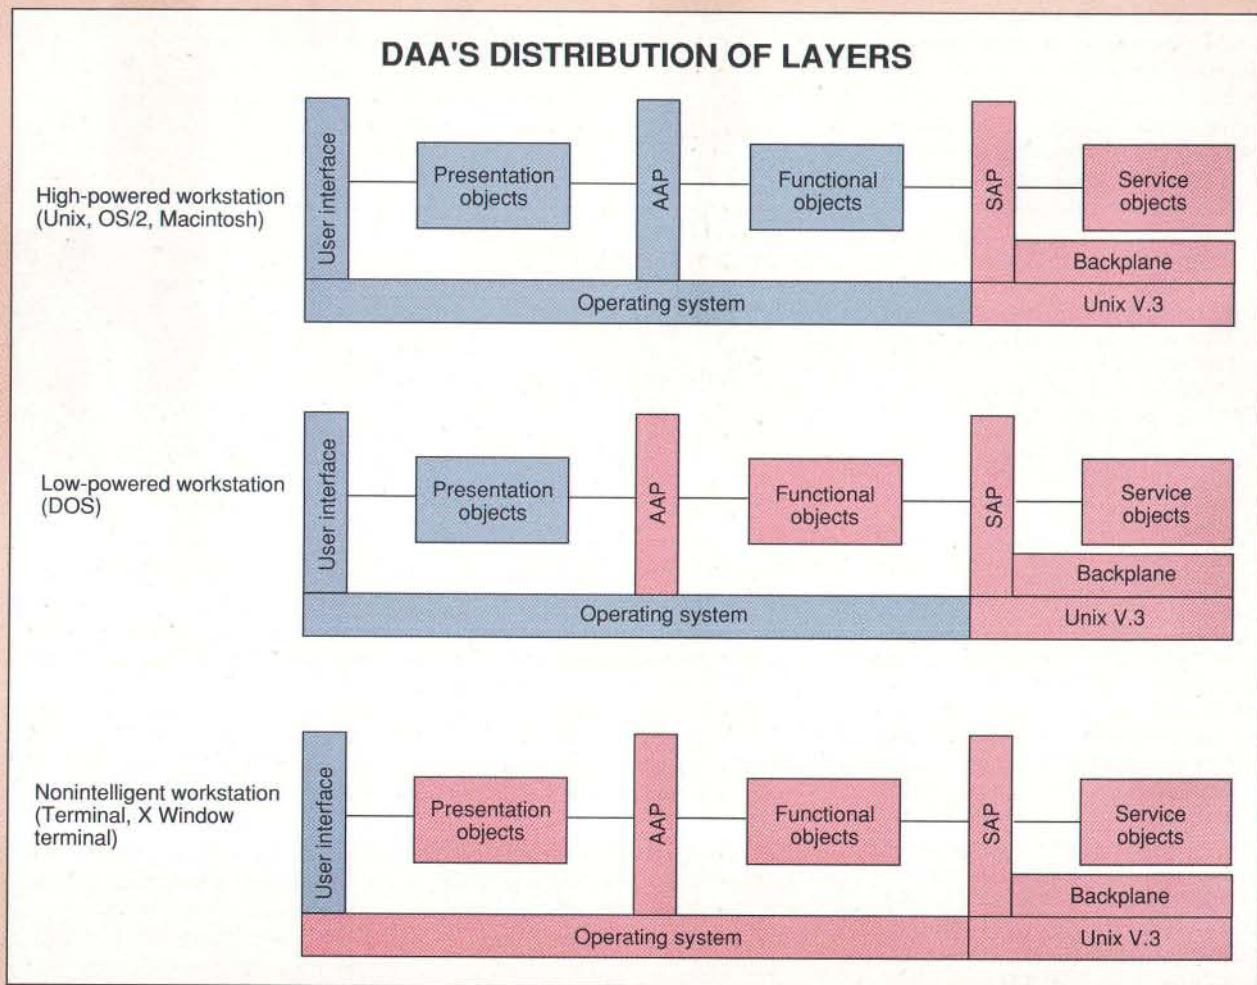 DAA'S DISTRIBUTION OF LAYERS
High-powered workstation
(Unix, OS/2, Macintosh)
User interface
Presentation
objects
AAP
Functional
objects
SAP
Service
objects
Backplane
Operating system
Unix V.3
Low-powered workstation
(DOS)
User interface
Presentation
objects
AAP
Functional
objects
SAP
Service
objects
Backplane
Operating system
Unix V.3
Nonintelligent workstation
(Terminal, X Window
terminal)
User interface
Presentation
objects
AAP
Functional
objects
SAP
Service
objects
Backplane
Operating system
Unix V.3